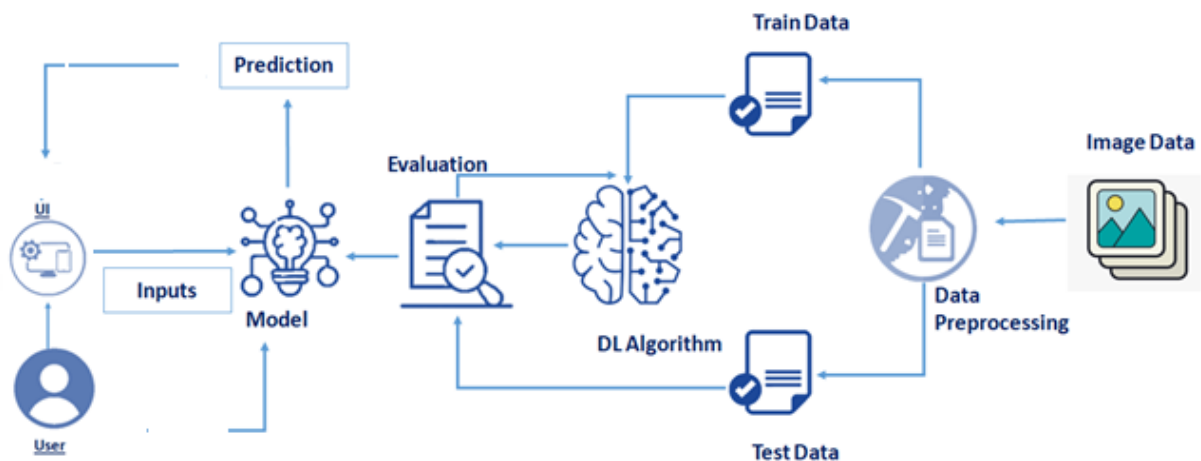 Train Data
Prediction
Image Data
Evaluation
UI
Inputs
Model
Data
Preprocessing
DL Algorithm
User
Test Data